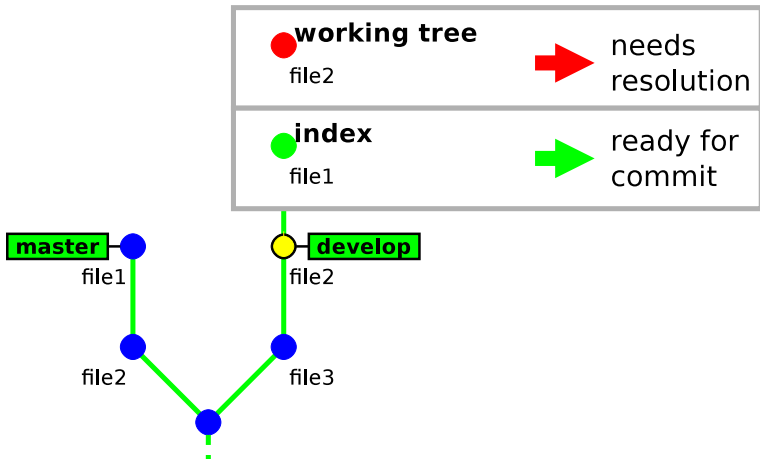 working tree
file2
needs
resolution
index
file1
ready for
commit
master
develop
file1
file2
file2
file3